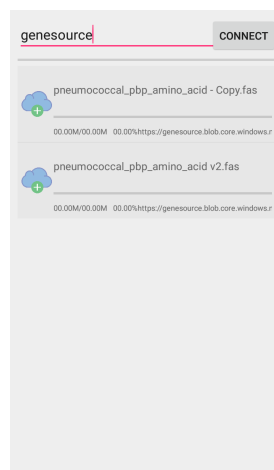 genesource CONNECT
pneumococcal_pbp_amino_acid - Copy.fas
00.00M/00.00M 00.00%https://genesource.blob.core.windows.r
pneumococcal_pbp_amino_acid v2.fas
00.00M/00.00M 00.00%https://genesource.blob.core.windows.r